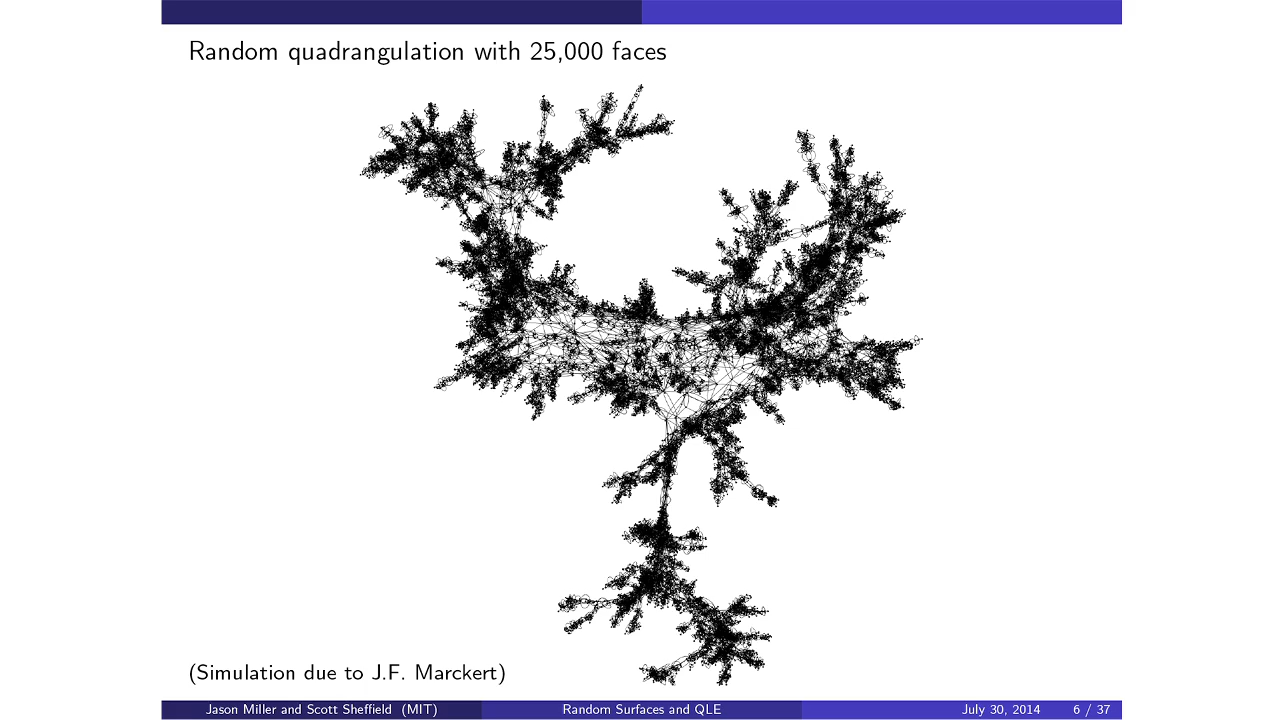 Random quadrangulation with 25,000 faces
(Simulation due to J.F. Marckert)
Jason Miller and Scott Sheffield (MIT) Random Surfaces and QLE July 30, 2014 6 / 37